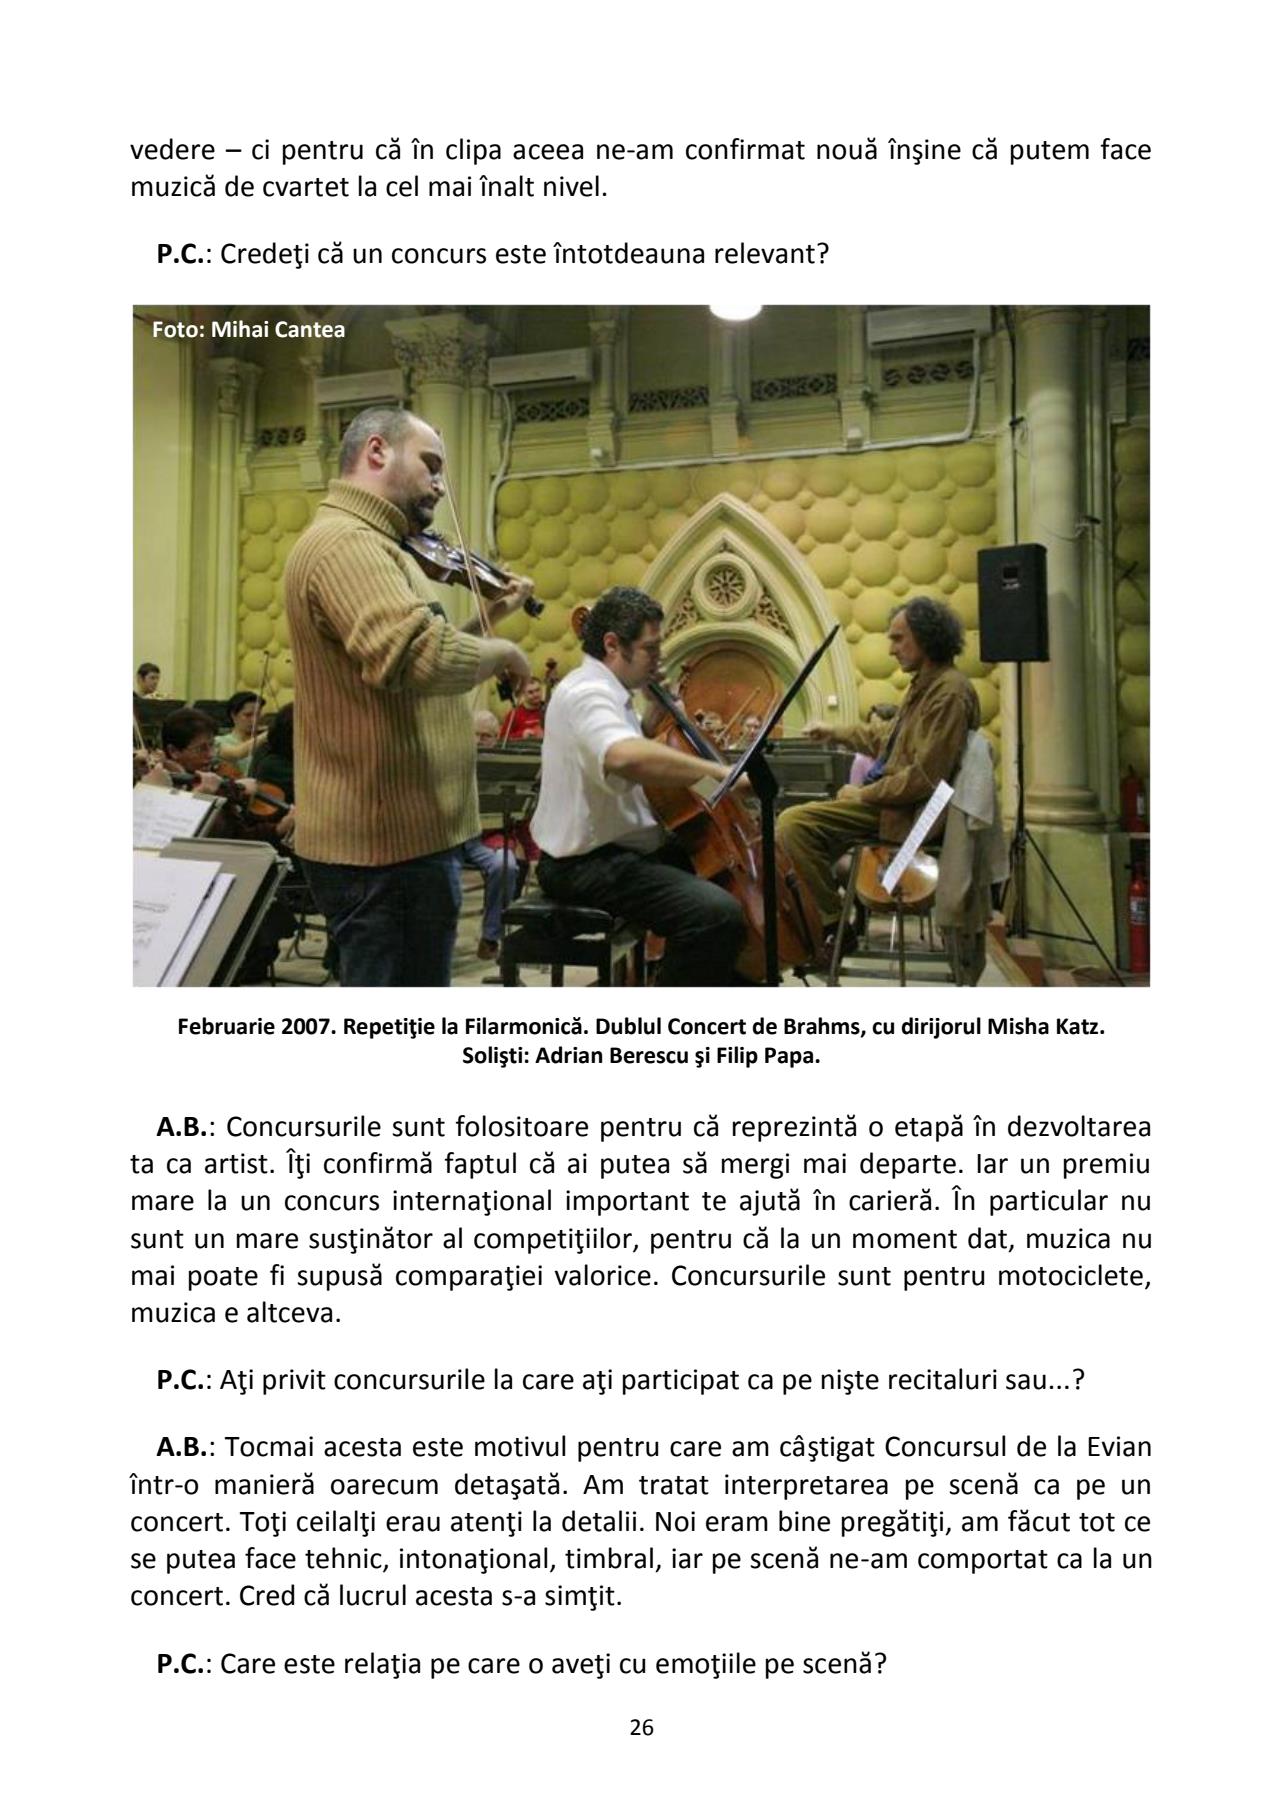 vedere – ci pentru că în clipa aceea ne-am confirmat nouă înşine că putem face
muzică de cvartet la cel mai înalt nivel.
P.C.: Credeţi că un concurs este întotdeauna relevant?
Foto: Mihai Cantea
Februarie 2007. Repetiţie la Filarmonică. Dublul Concert de Brahms, cu dirijorul Misha Katz.
Solişti: Adrian Berescu şi Filip Papa.
A.B.: Concursurile sunt folositoare pentru că reprezintă o etapă în dezvoltarea
ta ca artist. Îţi confirmă faptul că ai putea să mergi mai departe. Iar un premiu
mare la un concurs internaţional important te ajută în carieră. În particular nu
sunt un mare susţinător al competiţiilor, pentru că la un moment dat, muzica nu
mai poate fi supusă comparaţiei valorice. Concursurile sunt pentru motociclete,
muzica e altceva.
P.C.: Aţi privit concursurile la care aţi participat ca pe nişte recitaluri sau...?
A.B.: Tocmai acesta este motivul pentru care am câştigat Concursul de la Evian
într-o manieră oarecum detaşată. Am tratat interpretarea pe scenă ca pe un
concert. Toţi ceilalţi erau atenţi la detalii. Noi eram bine pregătiţi, am făcut tot ce
se putea face tehnic, intonaţional, timbral, iar pe scenă ne-am comportat ca la un
concert. Cred că lucrul acesta s-a simţit.
P.C.: Care este relaţia pe care o aveţi cu emoţiile pe scenă?
26